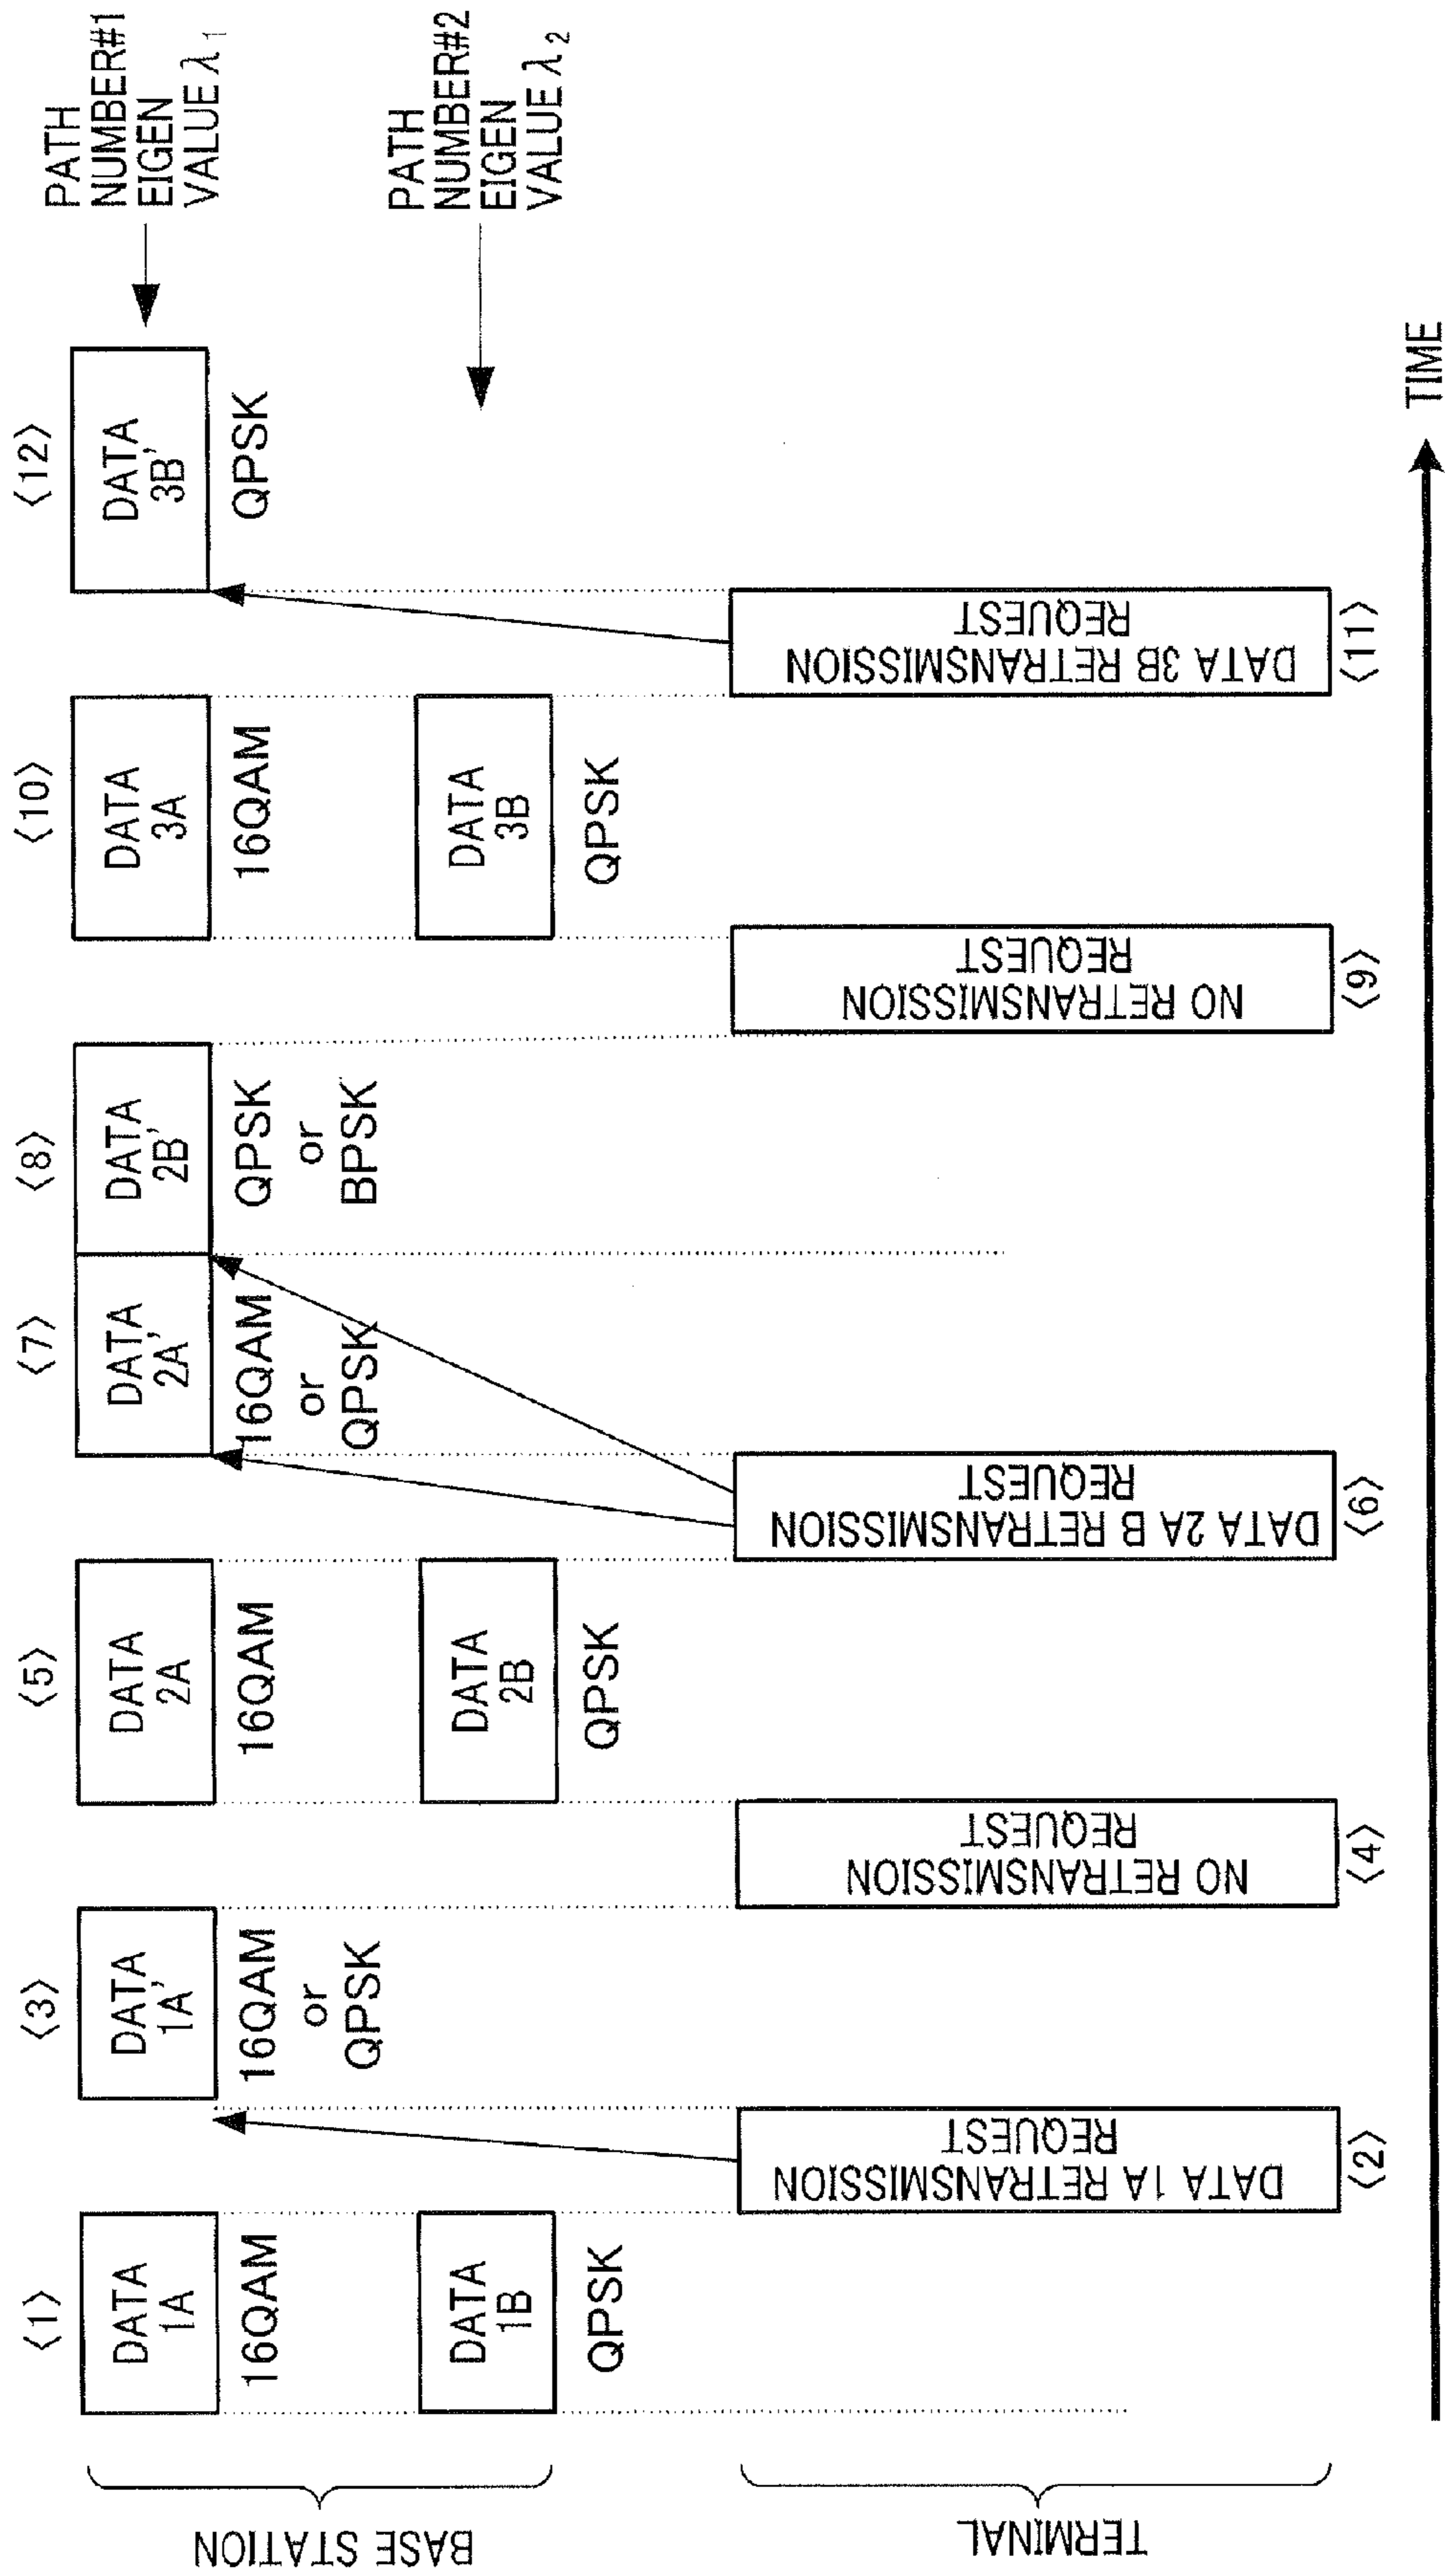 <1>
DATA
1A
16QAM
DATA
1B
QPSK
DATA 1A RETRANSMISSION
REQUEST
<2>
<3>
DATA
1A'
16QAM
or
QPSK
NO RETRANSMISSION
REQUEST
<4>
<5>
DATA
2A
16QAM
DATA
2B
QPSK
DATA 2A B RETRANSMISSION
REQUEST
<6>
<7>
DATA
2A'
16QAM
or
QPSK
<8>
DATA
2B'
QPSK
or
BPSK
NO RETRANSMISSION
REQUEST
<9>
<10>
DATA
3A
16QAM
DATA
3B
QPSK
DATA 3B RETRANSMISSION
REQUEST
<11>
<12>
DATA
3B'
QPSK
PATH
NUMBER#1
EIGEN
VALUE λ1
PATH
NUMBER#2
EIGEN
VALUE λ2
BASE STATION
TERMINAL
TIME